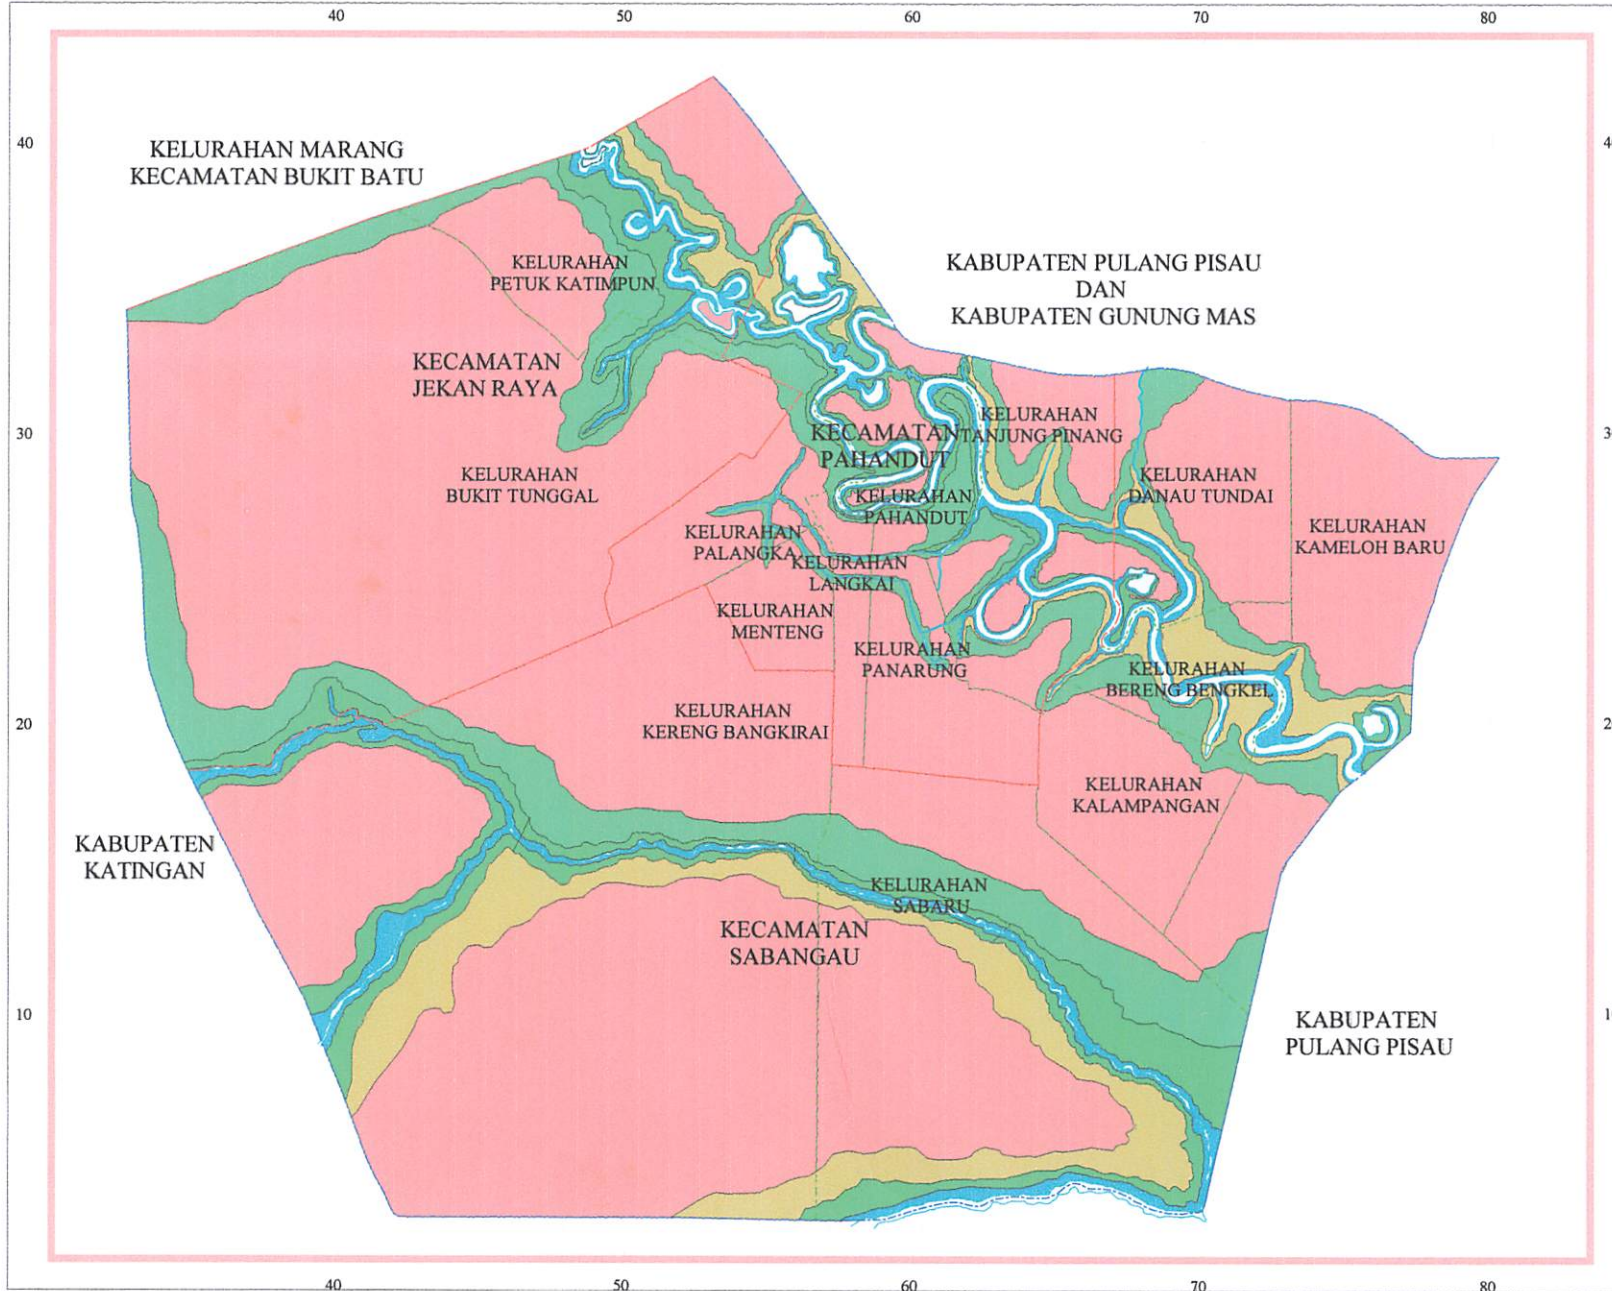 40 50 60 70 80
40
KELURAHAN MARANG
KECAMATAN BUKIT BATU
KELURAHAN
PETUK KATIMPUN
KABUPATEN PULANG PISAU
DAN
KABUPATEN GUNUNG MAS
KECAMATAN
JEKAN RAYA
30
KELURAHAN
TANJUNG PINANG
KECAMATAN
PAHANDUT
KELURAHAN
BUKIT TUNGGAL
KELURAHAN
DANAU TUNDAI
KELURAHAN
PAHANDUT
KELURAHAN
KAMELOH BARU
KELURAHAN
PALANGKA
KELURAHAN
LANGKAI
KELURAHAN
MENTENG
KELURAHAN
PANARUNG
KELURAHAN
BERENG BENGKEL
20
KELURAHAN
KERENG BANGKIRAI
KELURAHAN
KALAMPANGAN
KABUPATEN
KATINGAN
KELURAHAN
SABARU
KECAMATAN
SABANGAU
10
KABUPATEN
PULANG PISAU
40 50 60 70 80